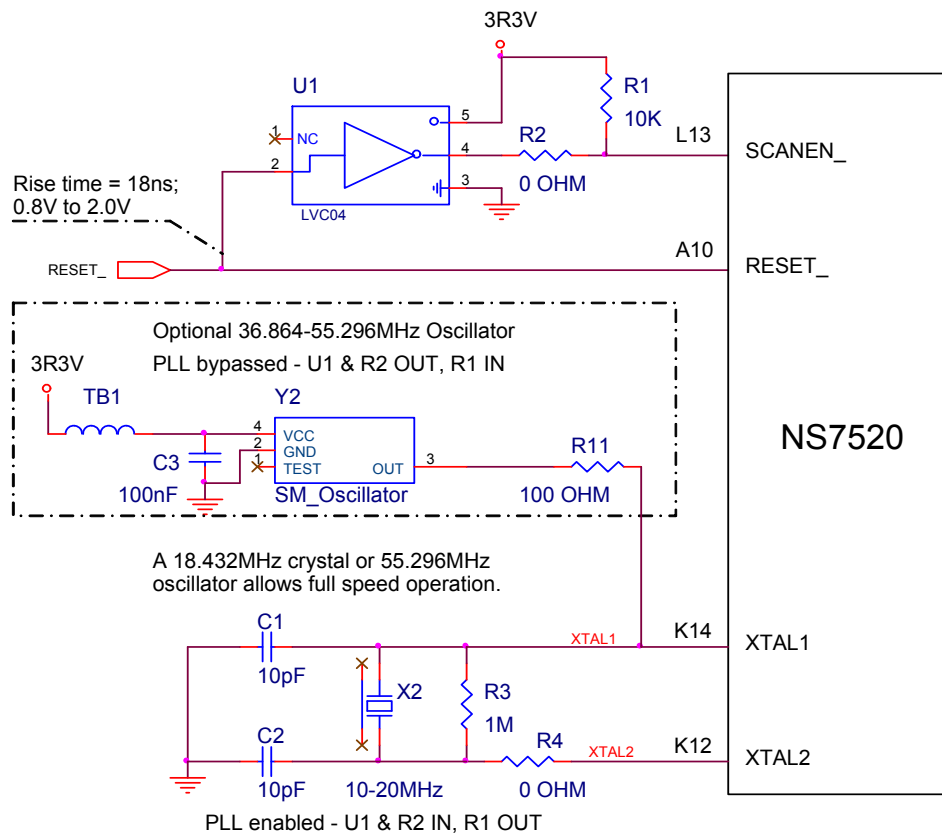 3R3V
U1
R1
10K
5
1
NC
R2
L13
4
SCANEN_
2
0 OHM
3
Rise time = 18ns;
0.8V to 2.0V
LVC04
A10
RESET_
RESET_
Optional 36.864-55.296MHz Oscillator
PLL bypassed - U1 & R2 OUT, R1 IN
3R3V
TB1
Y2
4
VCC
2
GND
1
TEST
OUT
3
R11
NS7520
C3
100nF
SM_Oscillator
100 OHM
A 18.432MHz crystal or 55.296MHz
oscillator allows full speed operation.
C1
XTAL1
K14
XTAL1
10pF
X2
R3
1M
C2
R4
XTAL2
K12
XTAL2
10pF
10-20MHz
0 OHM
PLL enabled - U1 & R2 IN, R1 OUT